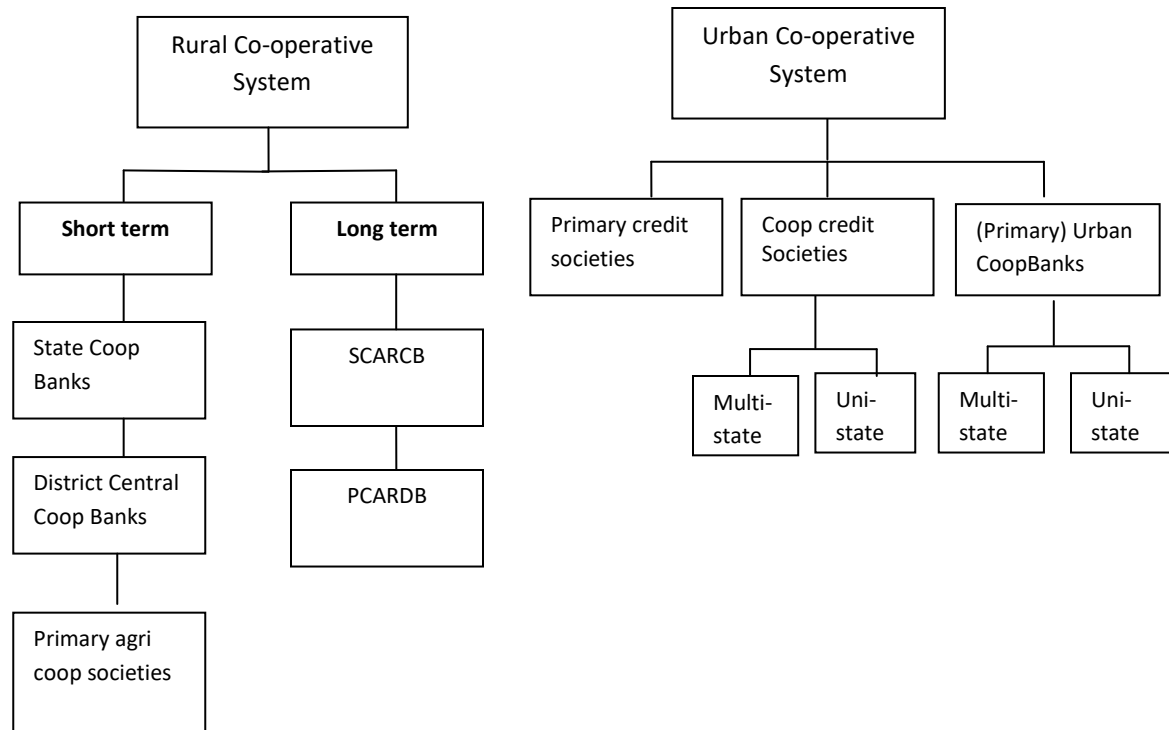 Rural Co-operative
System
Short term
Long term
State Coop
Banks
SCARCB
District Central
Coop Banks
PCARDB
Primary agri
coop societies
Urban Co-operative
System
Primary credit
societies
Coop credit
Societies
(Primary) Urban
CoopBanks
Multi-
state
Uni-
state
Multi-
state
Uni-
state